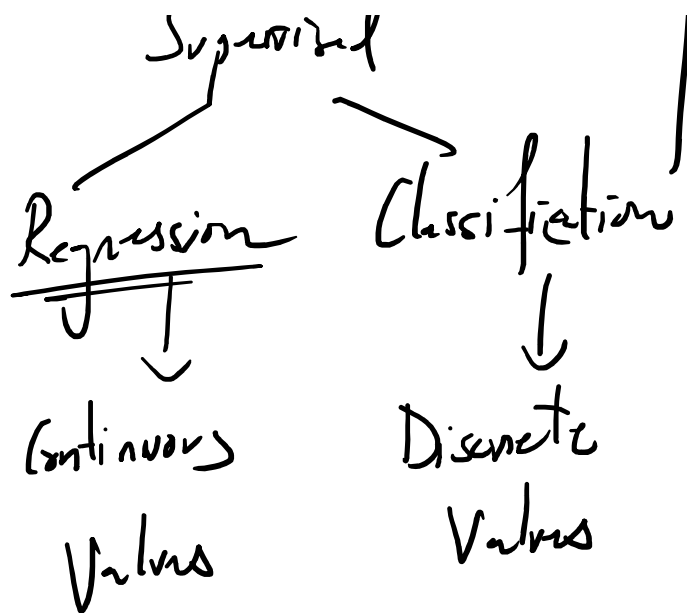 Supervised
Regression
Classification
Continuous
Values
Discrete
Values